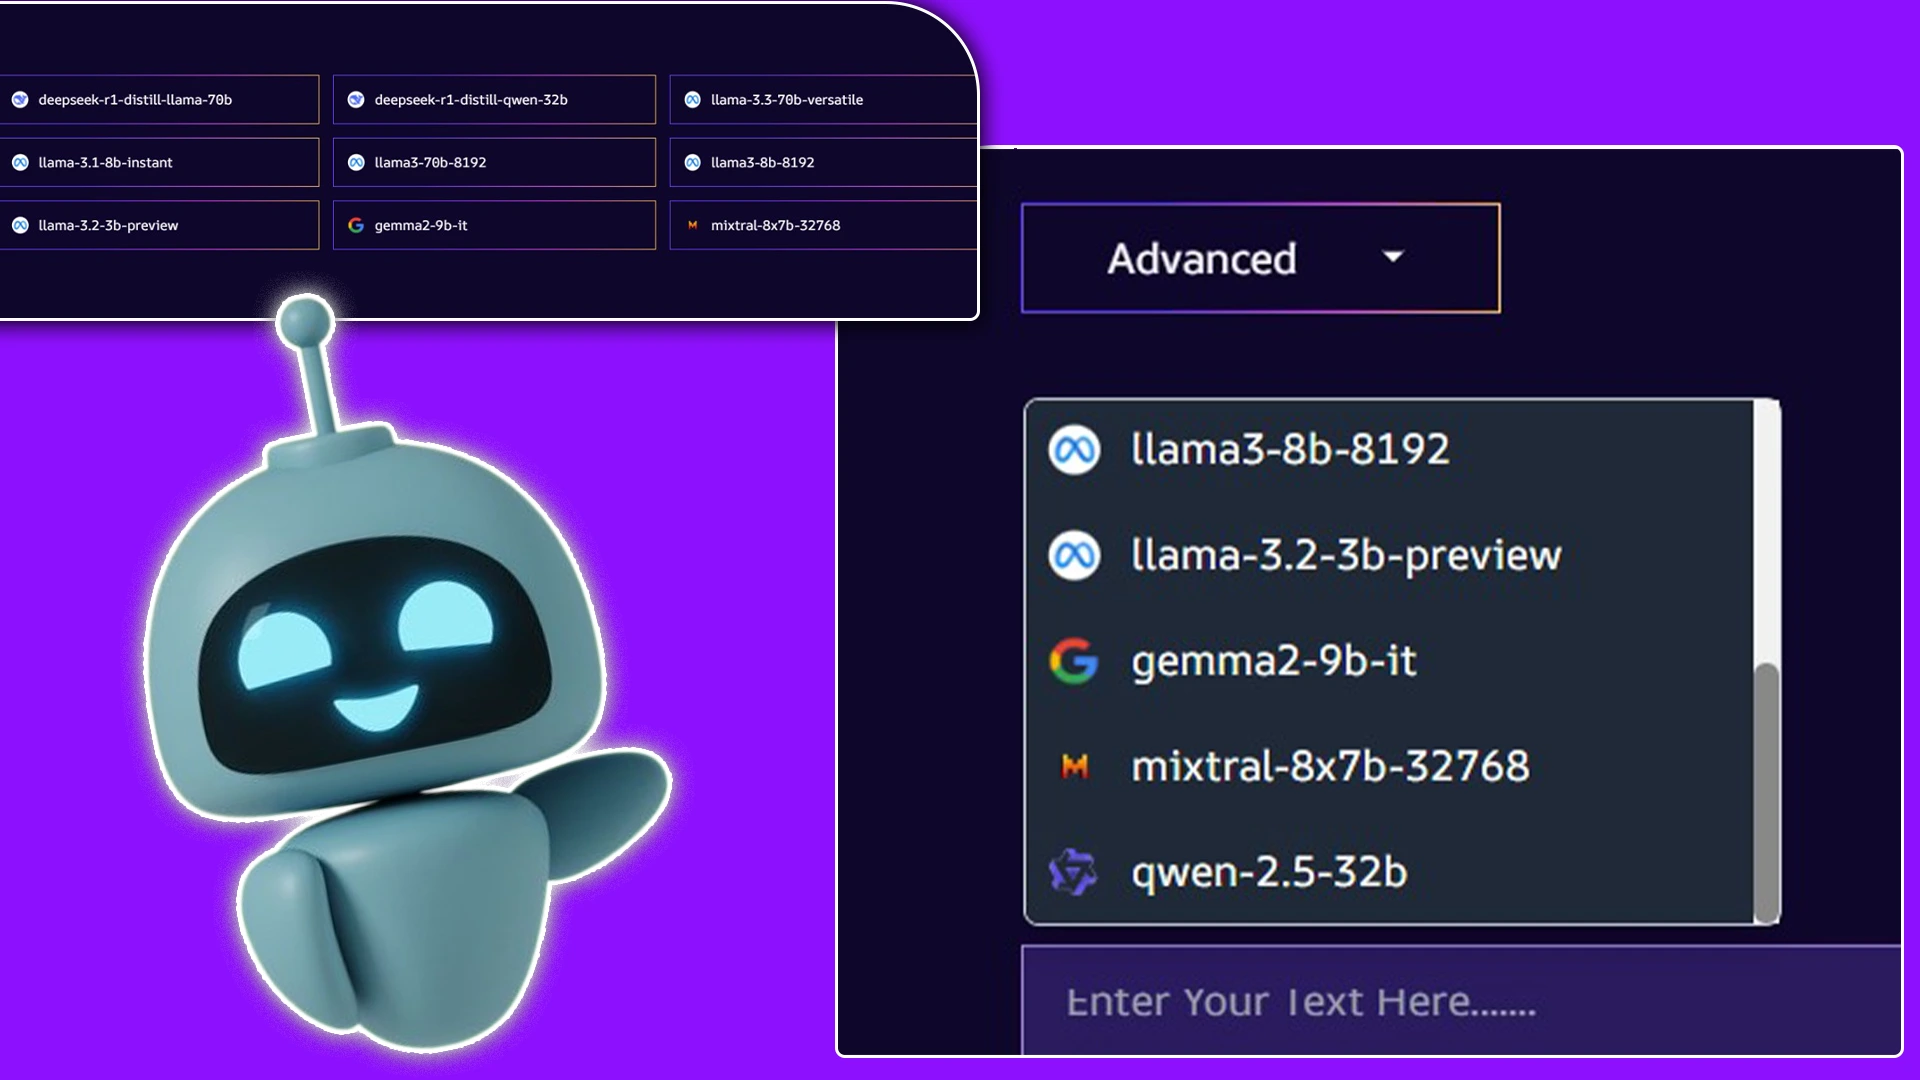 deepseek-r1-distill-llama-70b
deepseek-r1-distill-qwen-32b
llama-3.3-70b-versatile
llama-3.1-8b-instant
llama3-70b-8192
llama3-8b-8192
llama-3.2-3b-preview
gemma2-9b-it
mixtral-8x7b-32768
Advanced
llama3-8b-8192
llama-3.2-3b-preview
gemma2-9b-it
mixtral-8x7b-32768
qwen-2.5-32b
Enter Your Text Here.......